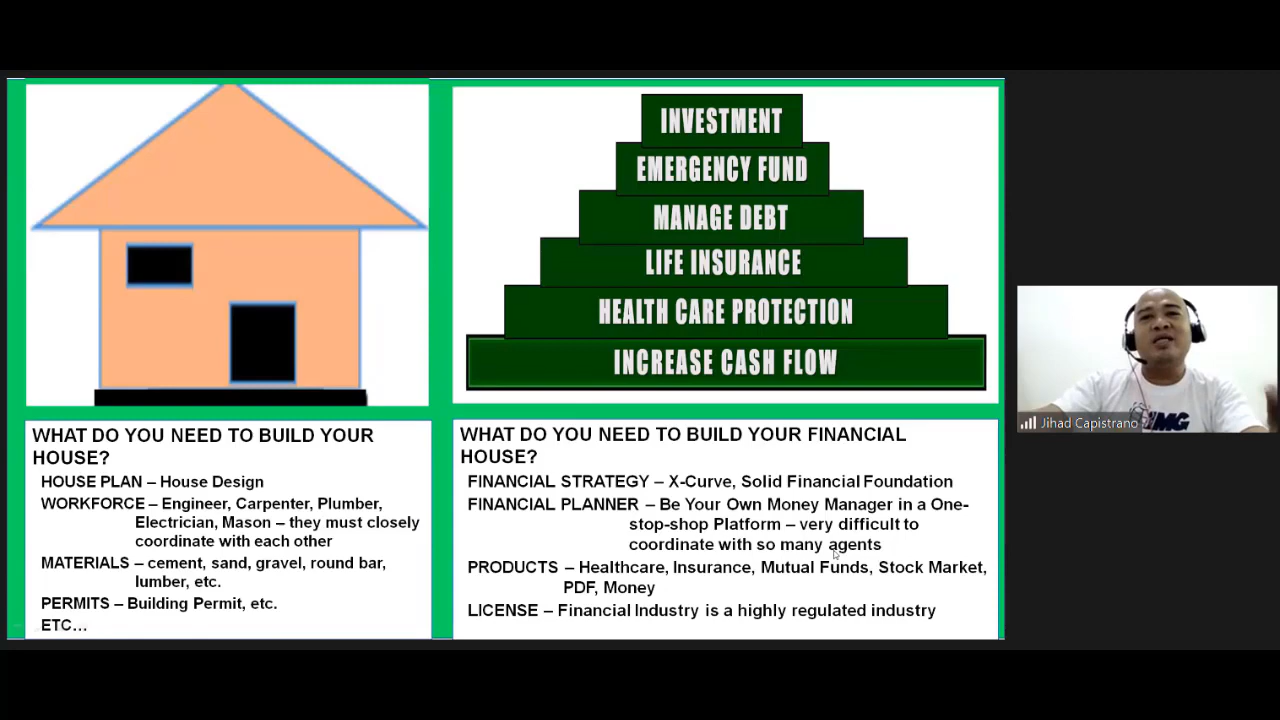 INVESTMENT
EMERGENCY FUND
MANAGE DEBT
LIFE INSURANCE
HEALTH CARE PROTECTION
INCREASE CASH FLOW
WHAT DO YOU NEED TO BUILD YOUR
HOUSE?
HOUSE PLAN – House Design
WORKFORCE – Engineer, Carpenter, Plumber,
Electrician, Mason – they must closely
coordinate with each other
MATERIALS – cement, sand, gravel, round bar,
lumber, etc.
PERMITS – Building Permit, etc.
ETC...
WHAT DO YOU NEED TO BUILD YOUR FINANCIAL
HOUSE?
FINANCIAL STRATEGY – X-Curve, Solid Financial Foundation
FINANCIAL PLANNER – Be Your Own Money Manager in a One-
stop-shop Platform – very difficult to
coordinate with so many agents
PRODUCTS – Healthcare, Insurance, Mutual Funds, Stock Market,
PDF, Money
LICENSE – Financial Industry is a highly regulated industry
IMG
Jihad Capistrano